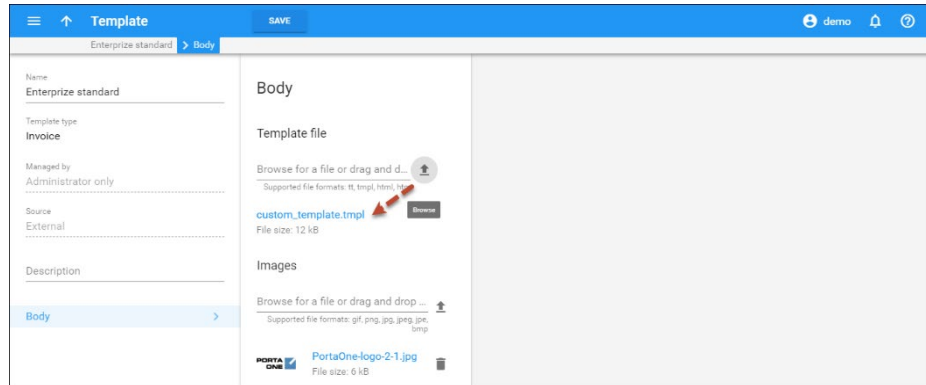 Template
SAVE
demo
Enterprize standard > Body
Name
Enterprize standard
Template type
Invoice
Managed by
Administrator only
Source
External
Description
Body
Body
Template file
Browse for a file or drag and d...
Supported file formats: tt, tmpl, html, htm
custom_template.tmpl
Browse
File size: 12 kB
Images
Browse for a file or drag and drop ...
Supported file formats: gif, png, jpg, jpeg, jpe,
bmp
PORTA
ONE
PortaOne-logo-2-1.jpg
File size: 6 kB